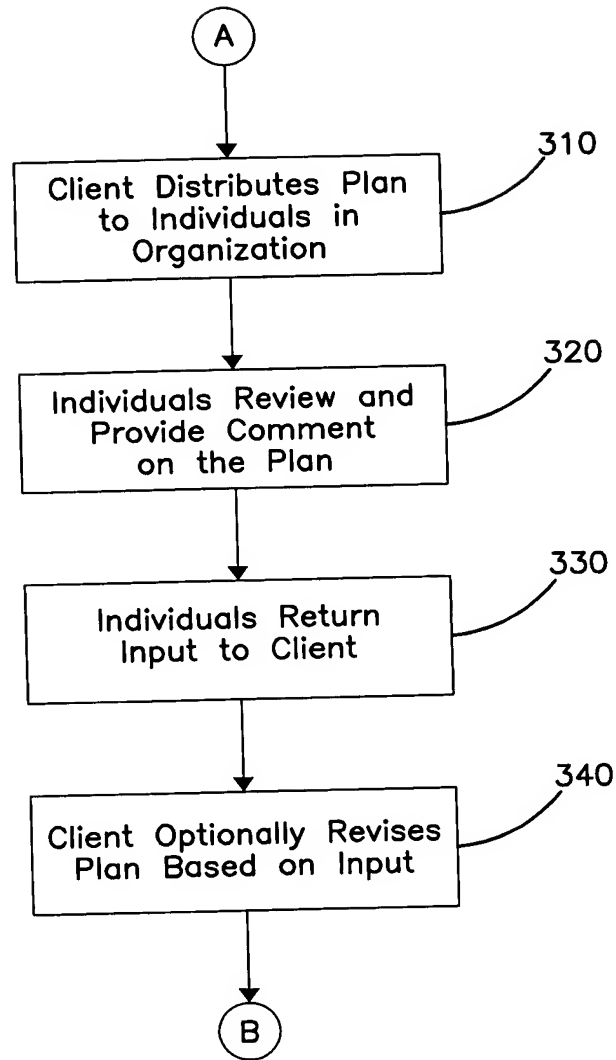 A
310
Client Distributes Plan
to Individuals in
Organization
320
Individuals Review and
Provide Comment
on the Plan
330
Individuals Return
Input to Client
340
Client Optionally Revises
Plan Based on Input
B